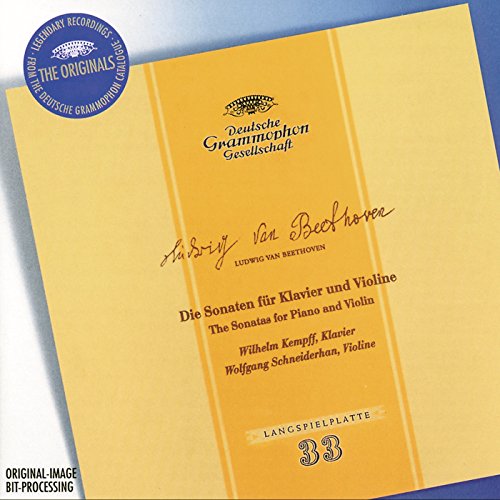 LEGENDARY RECORDINGS
THE ORIGINALS
FROM THE DEUTSCHE GRAMMOPHON CATALOGUE
Deutsche
Grammophon
Gesellschaft
Ludwig van Beethoven
LUDWIG VAN BEETHOVEN
Die Sonaten für Klavier und Violine
The Sonatas for Piano and Violin
Wilhelm Kempff, Klavier
Wolfgang Schneiderhan, Violine
LANGSPIELPLATTE
33
ORIGINAL-IMAGE
BIT-PROCESSING